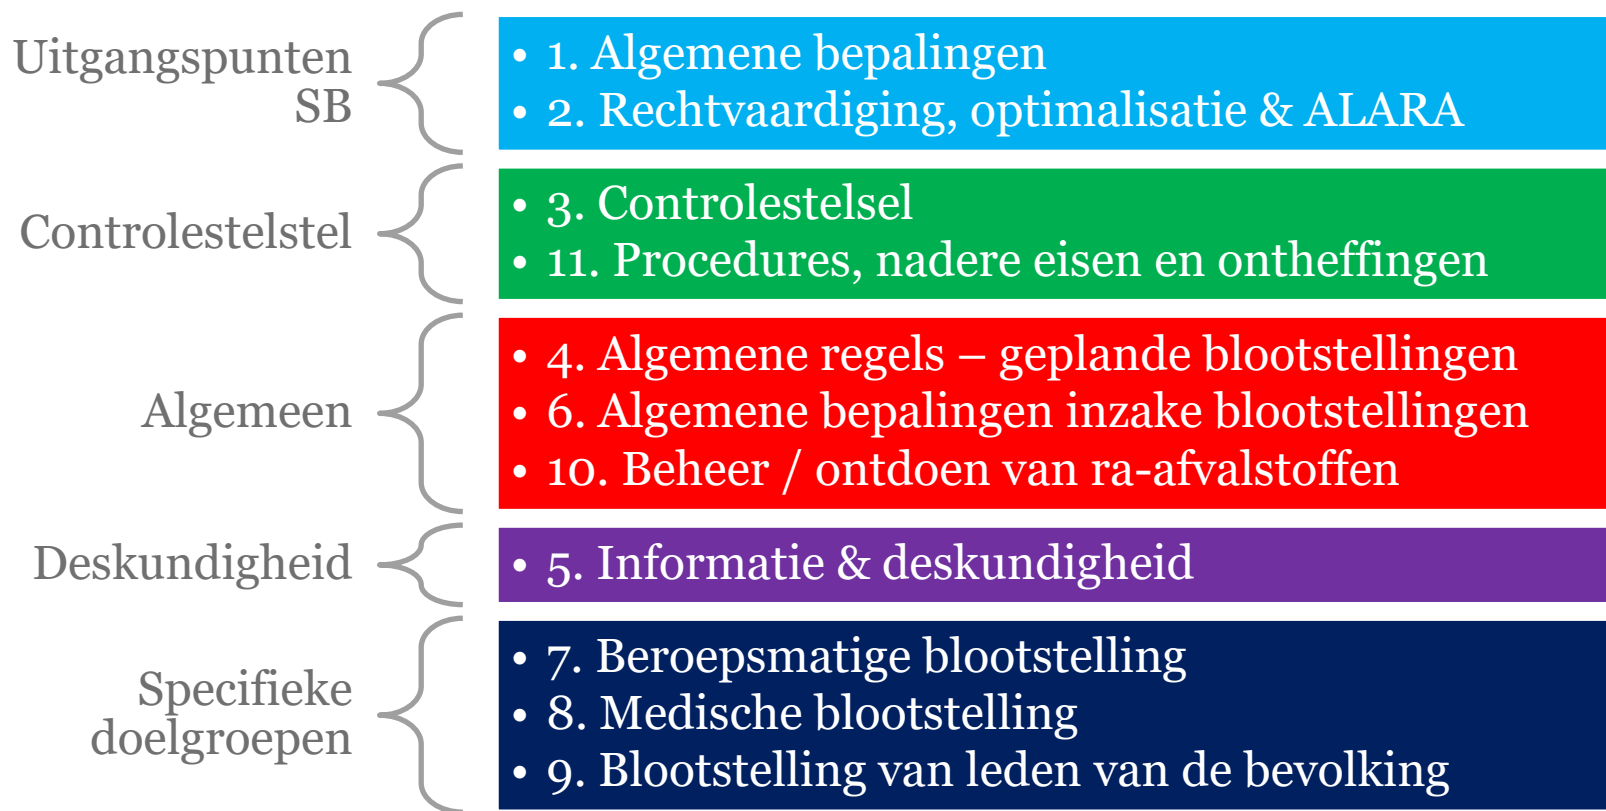 Uitgangspunten
SB
• 1. Algemene bepalingen
• 2. Rechtvaardiging, optimalisatie & ALARA
Controlestelstel
• 3. Controlestelsel
• 11. Procedures, nadere eisen en ontheffingen
Algemeen
• 4. Algemene regels – geplande blootstellingen
• 6. Algemene bepalingen inzake blootstellingen
• 10. Beheer / ontdoen van ra-afvalstoffen
Deskundigheid
• 5. Informatie & deskundigheid
Specifieke
doelgroepen
• 7. Beroepsmatige blootstelling
• 8. Medische blootstelling
• 9. Blootstelling van leden van de bevolking